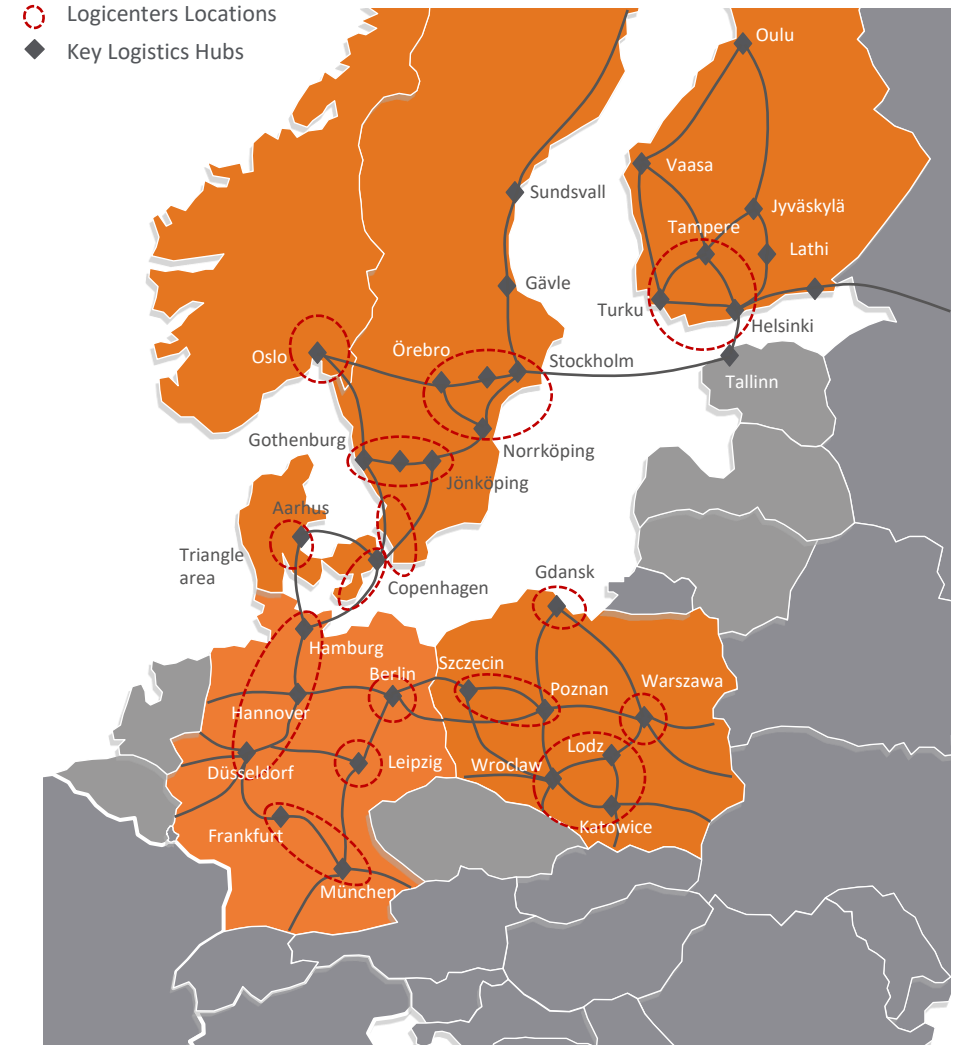 Logicenters Locations
Key Logistics Hubs
Oulu
Vaasa
Sundsvall
Jyväskylä
Tampere
Lathi
Gävle
Turku
Helsinki
Oslo
Örebro
Stockholm
Tallinn
Gothenburg
Norrköping
Jönköping
Aarhus
Triangle
area
Copenhagen
Gdansk
Hamburg
Szczecin
Berlin
Poznan
Warszawa
Hannover
Lodz
Leipzig
Wroclaw
Düsseldorf
Katowice
Frankfurt
München